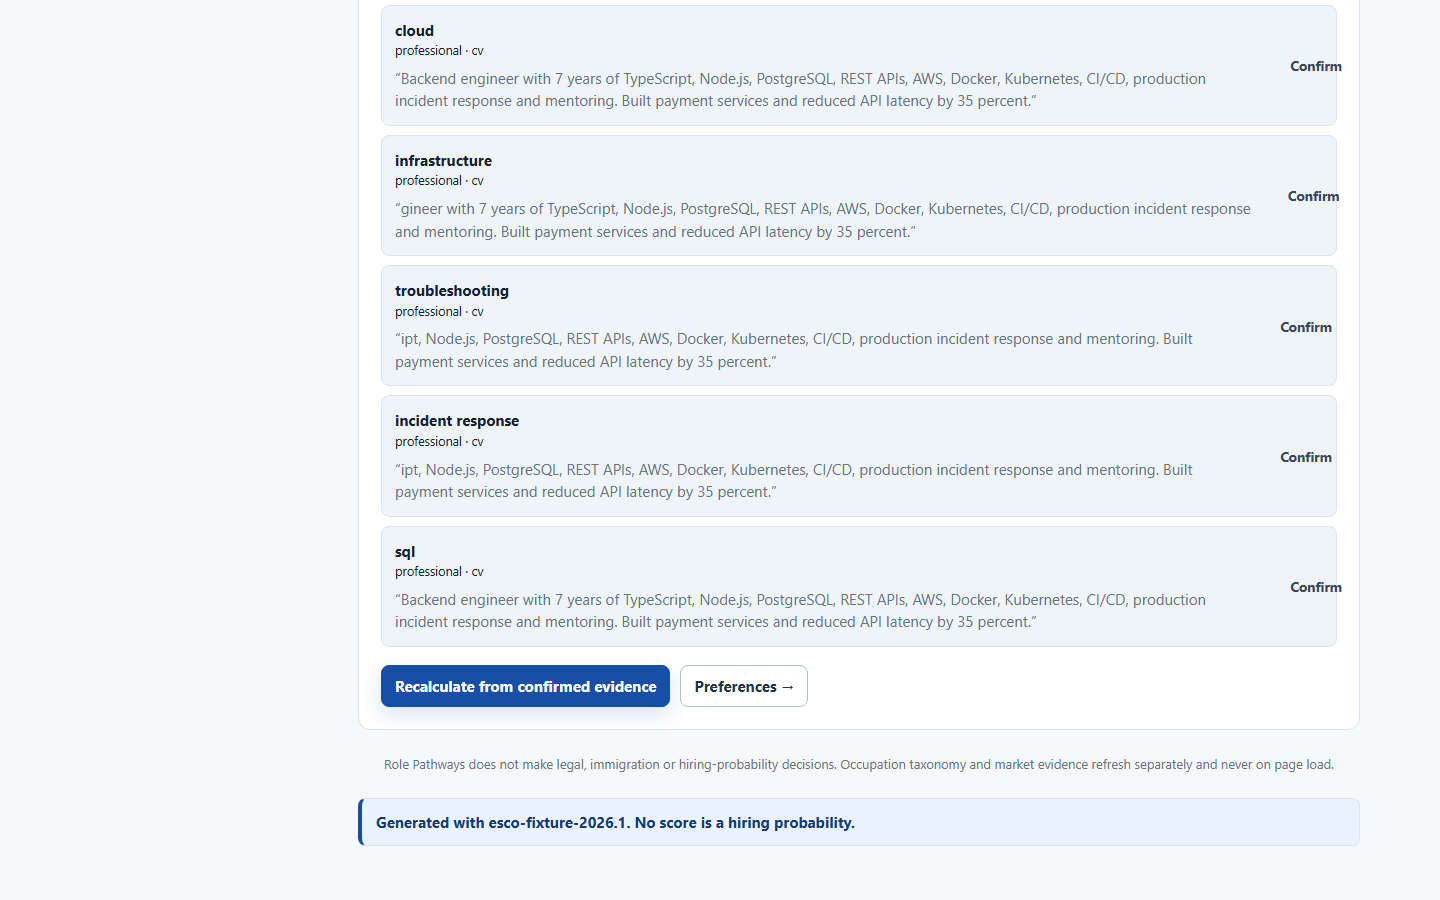 cloud
professional · cv
“Backend engineer with 7 years of TypeScript, Node.js, PostgreSQL, REST APIs, AWS, Docker, Kubernetes, CI/CD, production
incident response and mentoring. Built payment services and reduced API latency by 35 percent.”
Confirm
infrastructure
professional · cv
“gineer with 7 years of TypeScript, Node.js, PostgreSQL, REST APIs, AWS, Docker, Kubernetes, CI/CD, production incident response
and mentoring. Built payment services and reduced API latency by 35 percent.”
Confirm
troubleshooting
professional · cv
“ipt, Node.js, PostgreSQL, REST APIs, AWS, Docker, Kubernetes, CI/CD, production incident response and mentoring. Built
payment services and reduced API latency by 35 percent.”
Confirm
incident response
professional · cv
“ipt, Node.js, PostgreSQL, REST APIs, AWS, Docker, Kubernetes, CI/CD, production incident response and mentoring. Built
payment services and reduced API latency by 35 percent.”
Confirm
sql
professional · cv
“Backend engineer with 7 years of TypeScript, Node.js, PostgreSQL, REST APIs, AWS, Docker, Kubernetes, CI/CD, production
incident response and mentoring. Built payment services and reduced API latency by 35 percent.”
Confirm
Recalculate from confirmed evidence
Preferences →
Role Pathways does not make legal, immigration or hiring-probability decisions. Occupation taxonomy and market evidence refresh separately and never on page load.
Generated with esco-fixture-2026.1. No score is a hiring probability.